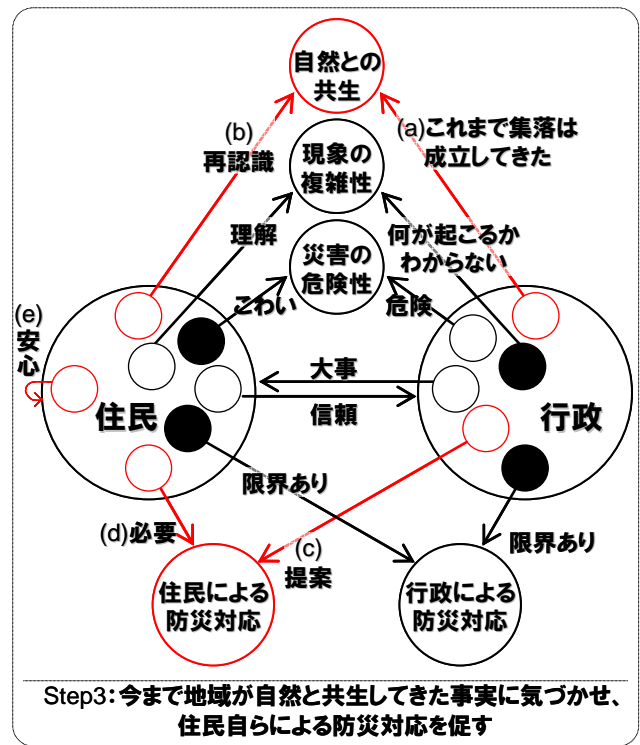 自然との
共生
(b)
再認識
(a)これまで集落は
成立してきた
現象の
複雑性
理解
何が起こるか
わからない
災害の
危険性
こわい
危険
(e)
安心
大事
住民
行政
信頼
限界あり
(d)必要
(c)
提案
限界あり
住民による
防災対応
行政による
防災対応
Step3：今まで地域が自然と共生してきた事実に気づかせ、
住民自らによる防災対応を促す